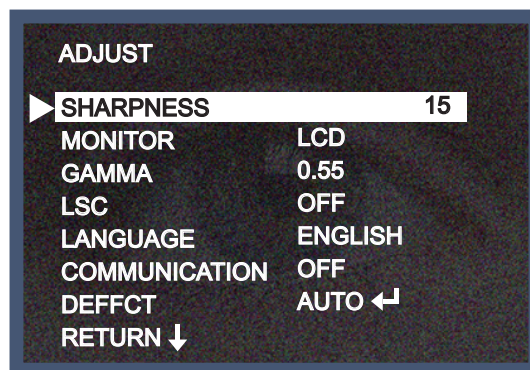 ADJUST
SHARPNESS 15
MONITOR LCD
GAMMA 0.55
LSC OFF
LANGUAGE ENGLISH
COMMUNICATION OFF
DEFFCT AUTO ↵
RETURN ↓